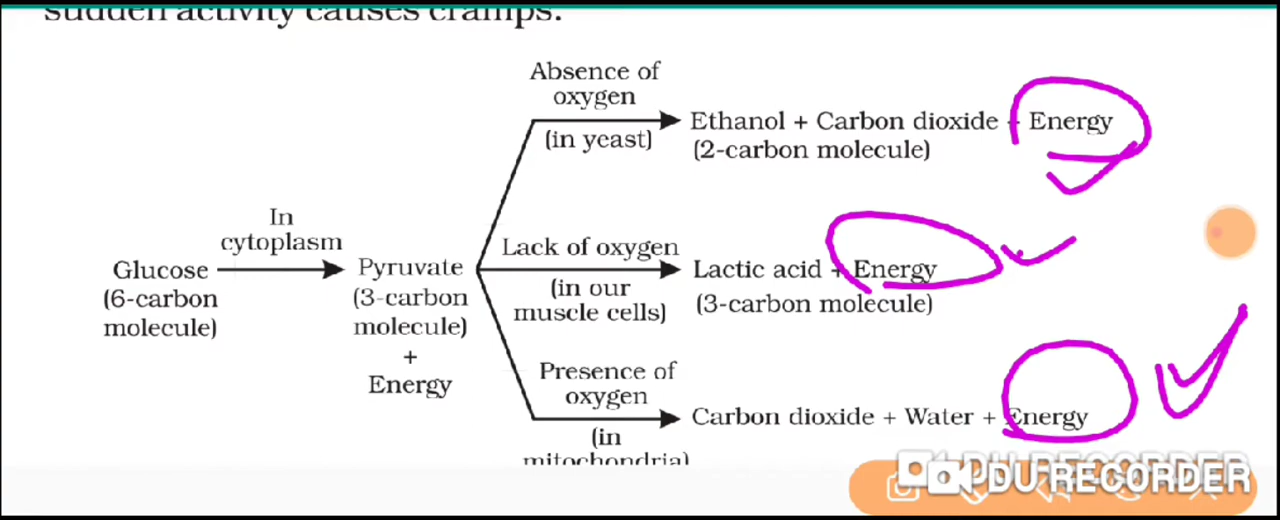 sudden activity causes cramps.
Absence of
oxygen
(in yeast)
Ethanol + Carbon dioxide + Energy
(2-carbon molecule)
In
cytoplasm
Glucose
(6-carbon
molecule)
Pyruvate
(3-carbon
molecule)
+
Energy
Lack of oxygen
(in our
muscle cells)
Lactic acid + Energy
(3-carbon molecule)
Presence of
oxygen
(in
mitochondria)
Carbon dioxide + Water + Energy
DU RECORDER